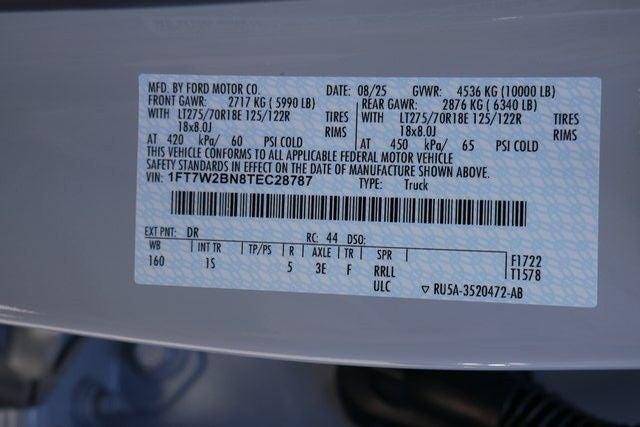 MFD. BY FORD MOTOR CO. DATE: 08/25 GVWR: 4536 KG (10000 LB)
FRONT GAWR: 2717 KG ( 5990 LB) REAR GAWR: 2876 KG ( 6340 LB)
WITH LT275/70R18E 125/122R TIRES WITH LT275/70R18E 125/122R TIRES
18x8.0J RIMS 18x8.0J RIMS
AT 420 kPa/ 60 PSI COLD AT 450 kPa/ 65 PSI COLD
THIS VEHICLE CONFORMS TO ALL APPLICABLE FEDERAL MOTOR VEHICLE
SAFETY STANDARDS IN EFFECT ON THE DATE OF MANUFACTURE SHOWN ABOVE.
VIN: 1FT7W2BN8TEC28787 TYPE: Truck
EXT PNT: DR RC: 44 DSO:
WB INT TR TP/PS R AXLE TR SPR F1722
160 1S 5 3E F RRLL T1578
ULC ▽ RU5A-3520472-AB